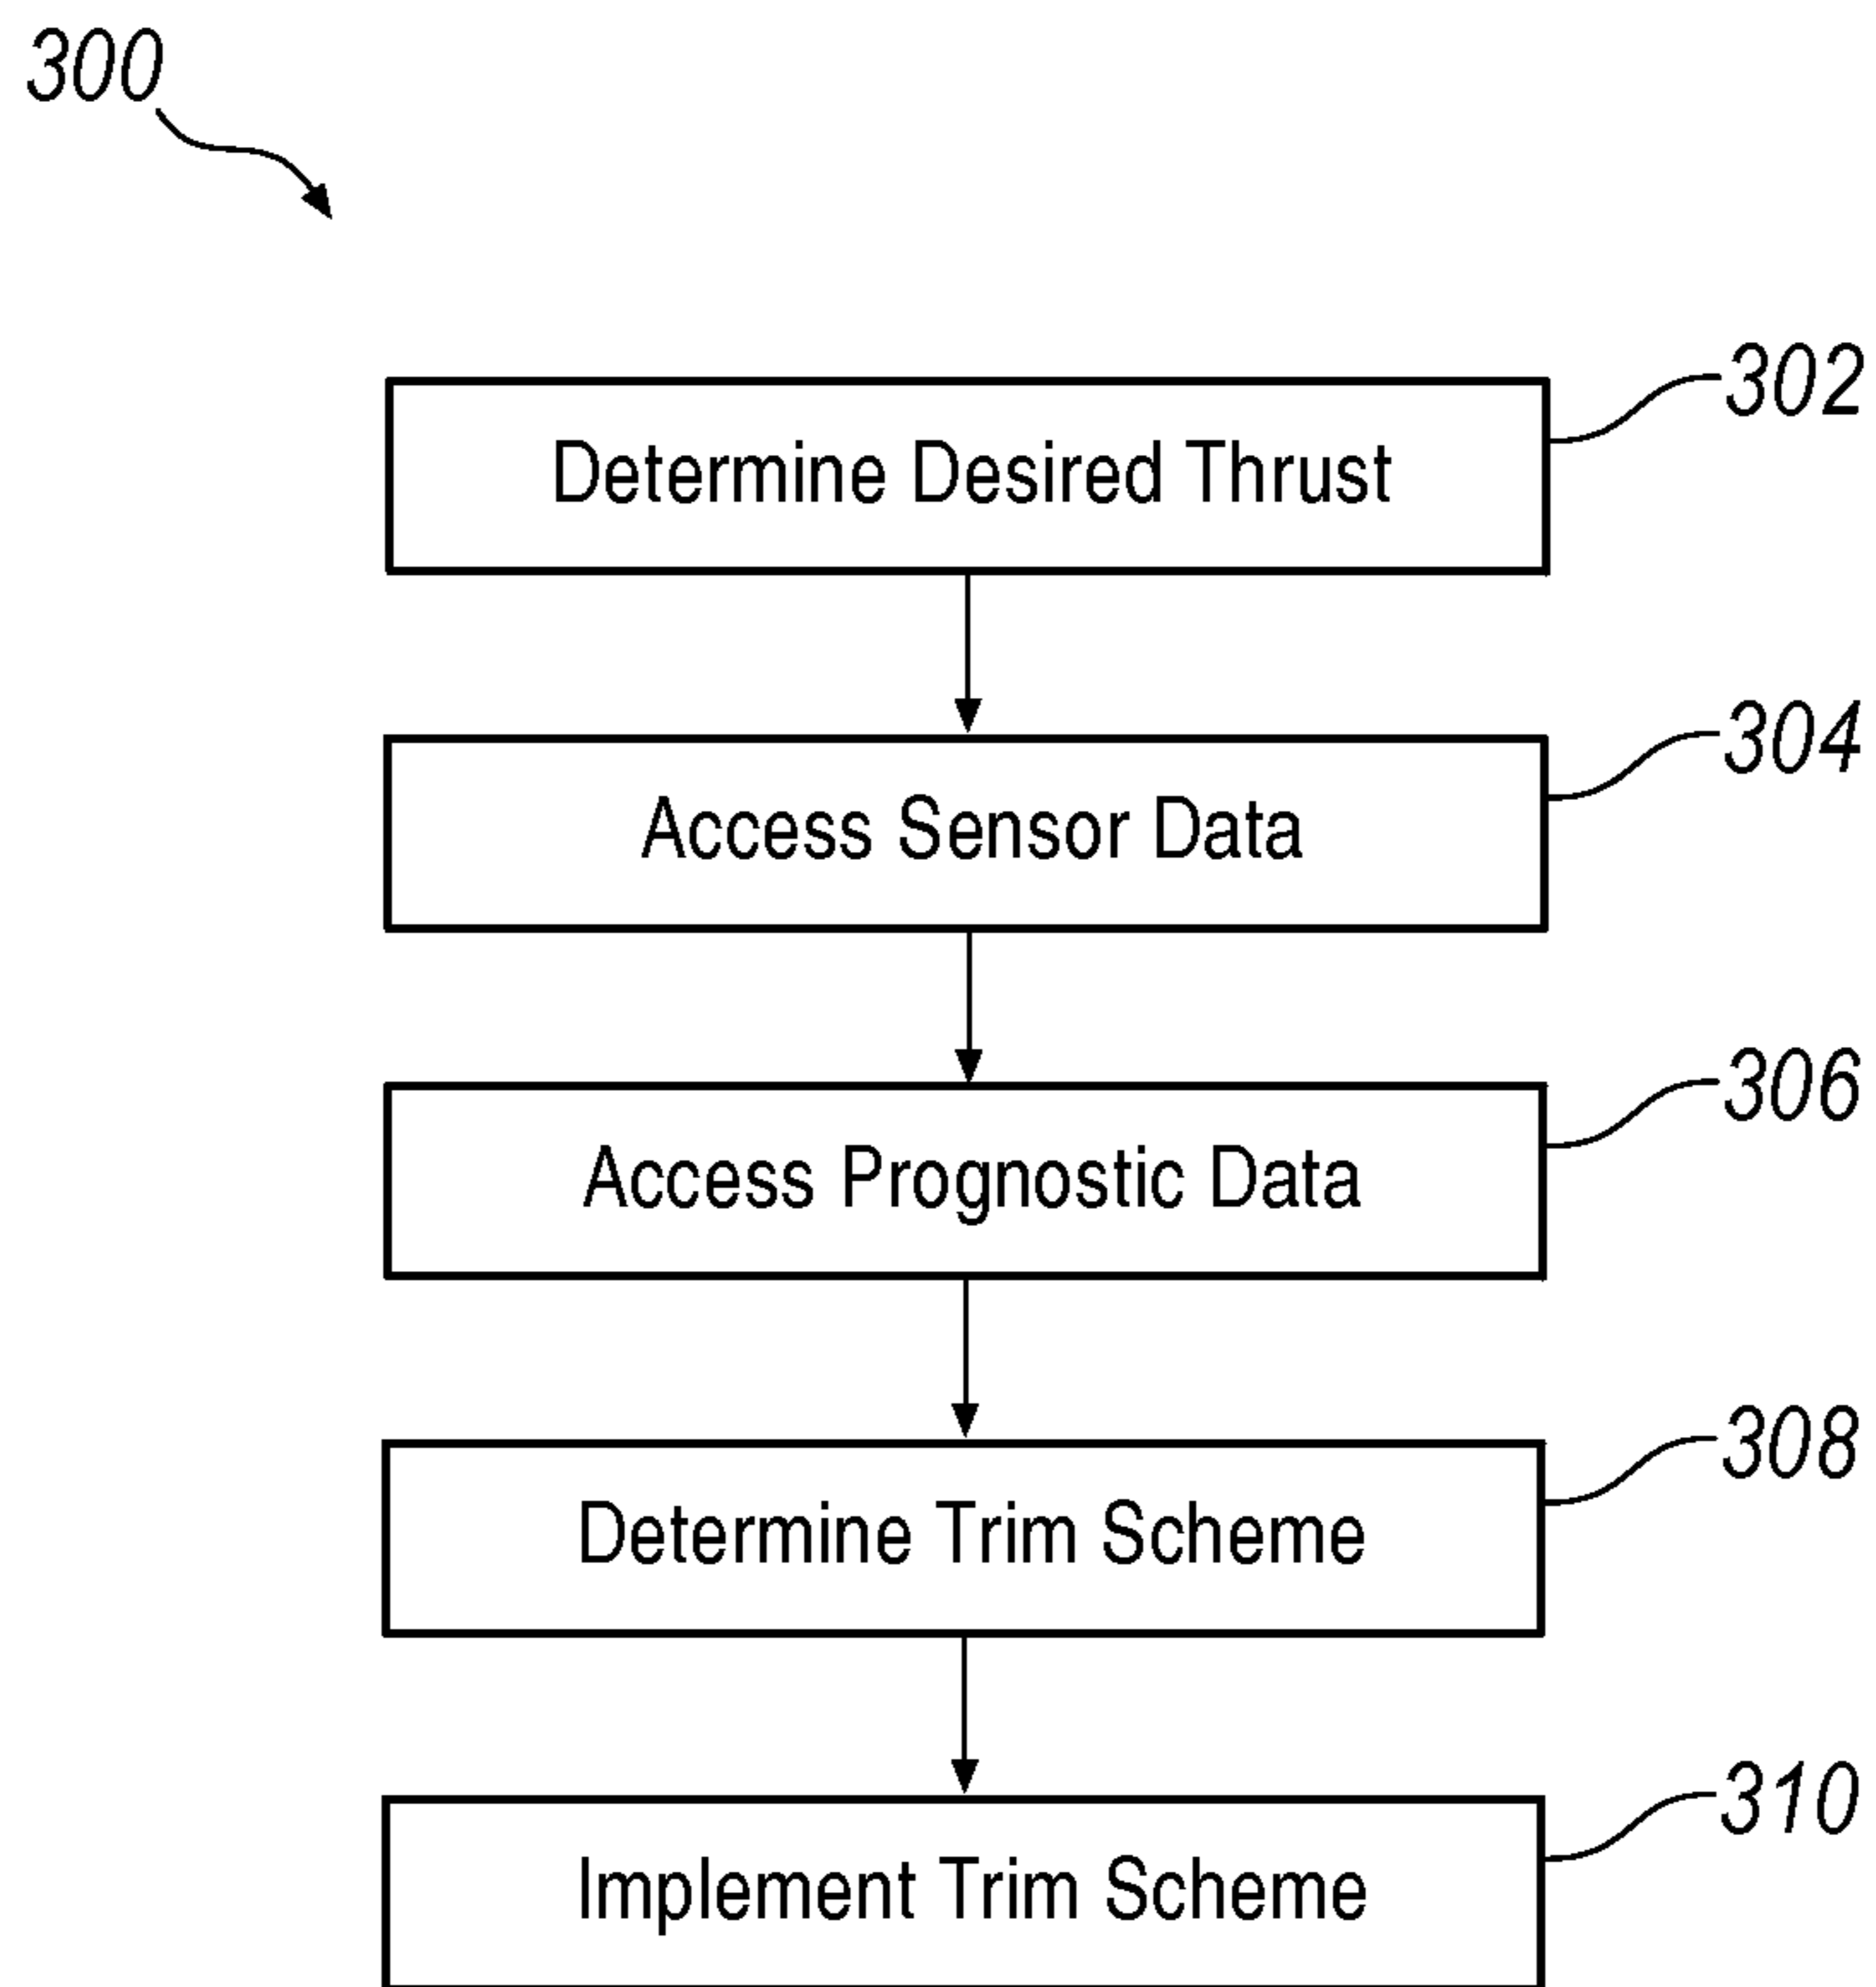 300
302
Determine Desired Thrust
304
Access Sensor Data
306
Access Prognostic Data
308
Determine Trim Scheme
310
Implement Trim Scheme